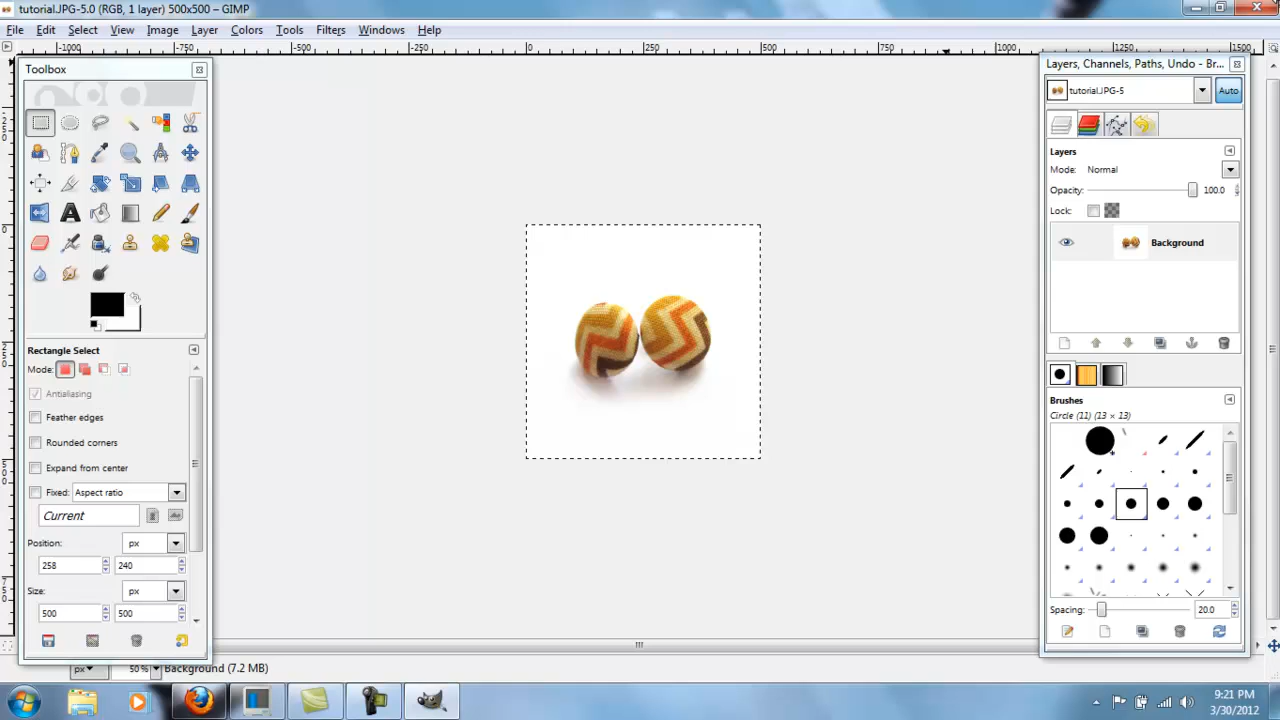 tutorial.JPG-5.0 (RGB, 1 layer) 500x500 – GIMP
File Edit Select View Image Layer Colors Tools Filters Windows Help
-1000 -750 -500 -250 0 250 500 750 1000 1250 1500
Toolbox
Rectangle Select
Mode:
Antialiasing
Feather edges
Rounded corners
Expand from center
Fixed: Aspect ratio
Current
Position: px
258 240
Size: px
500 500
px 50 % Background (7.2 MB)
Layers, Channels, Paths, Undo - Br...
tutorial.JPG-5 Auto
Layers
Mode: Normal
Opacity: 100.0
Lock:
Background
Brushes
Circle (11) (13 × 13)
Spacing: 20.0
9:21 PM
3/30/2012